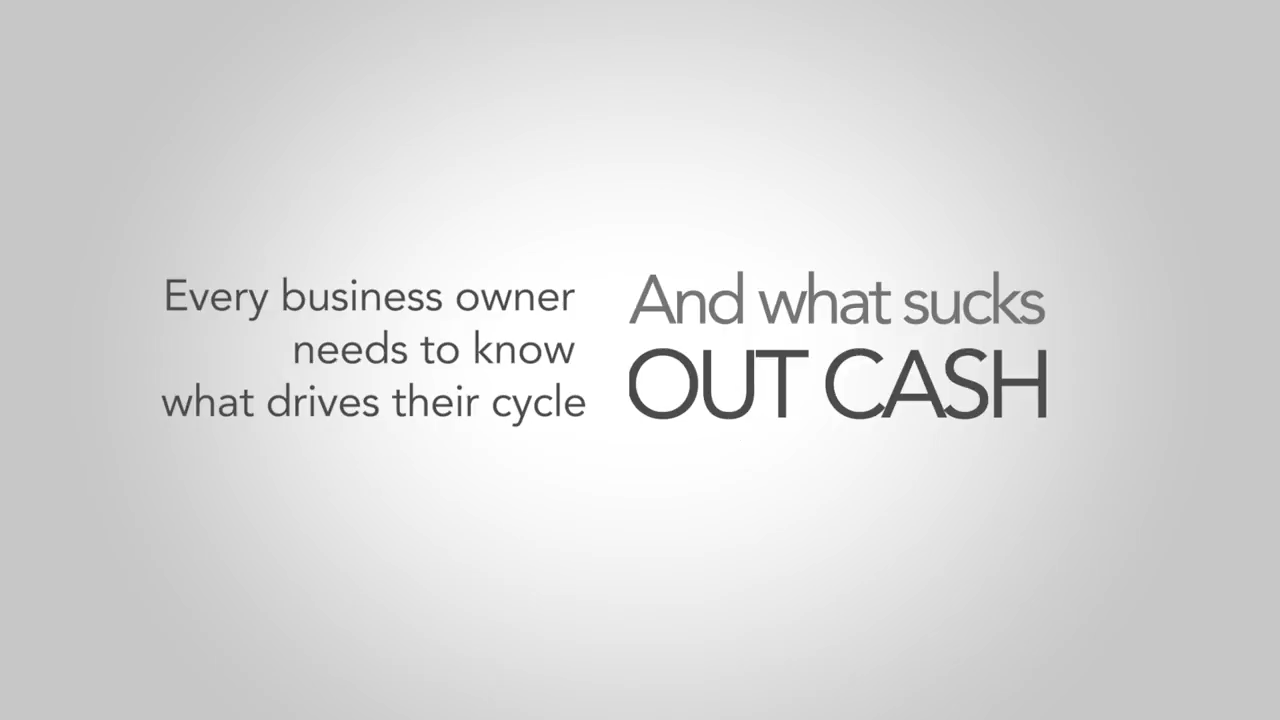 Every business owner
needs to know
what drives their cycle
And what sucks
OUT CASH